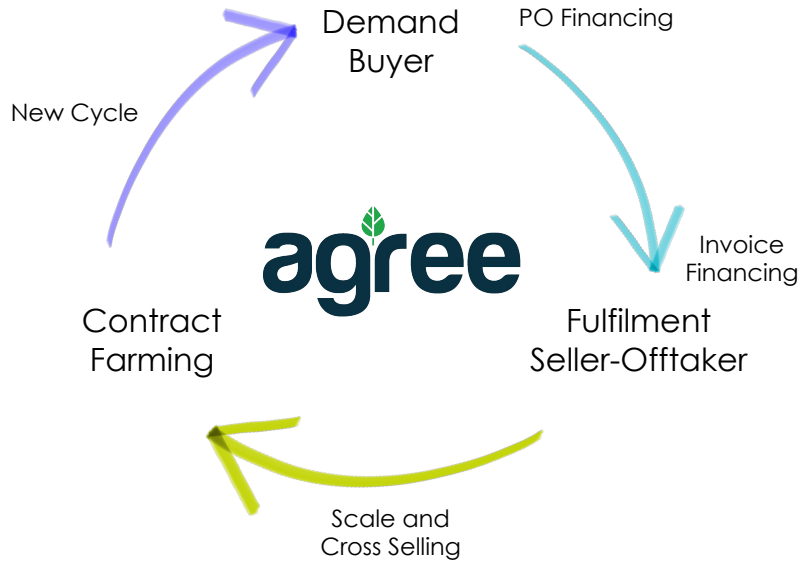 Demand
Buyer
PO Financing
New Cycle
agree
Invoice
Financing
Contract
Farming
Fulfilment
Seller-Offtaker
Scale and
Cross Selling